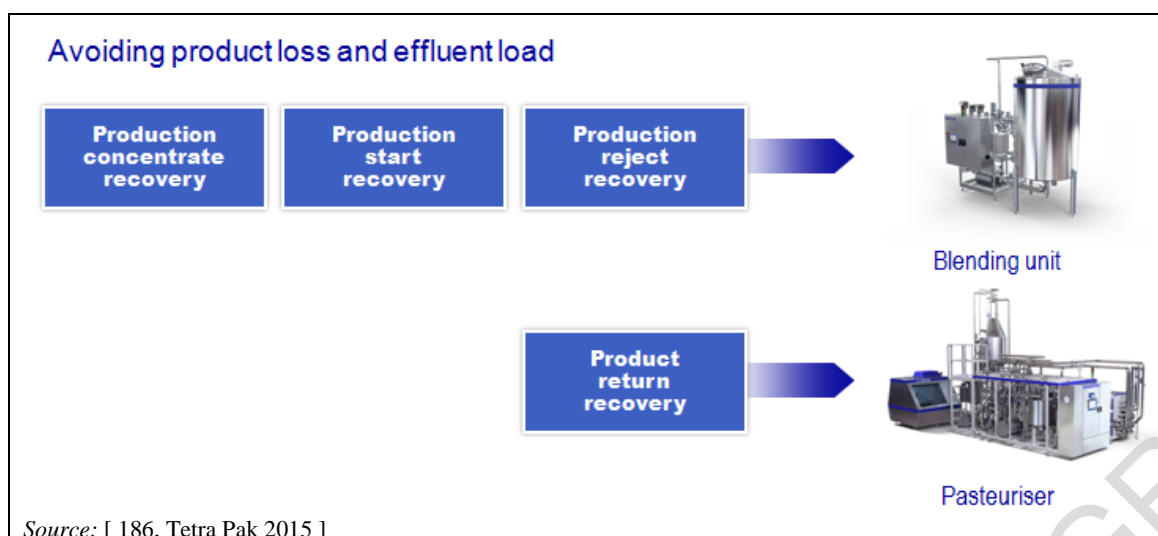 Avoiding product loss and effluent load
Production
concentrate
recovery
Production
start
recovery
Production
reject
recovery
Blending unit
Product
return
recovery
Pasteuriser
Source: [ 186, Tetra Pak 2015 ]